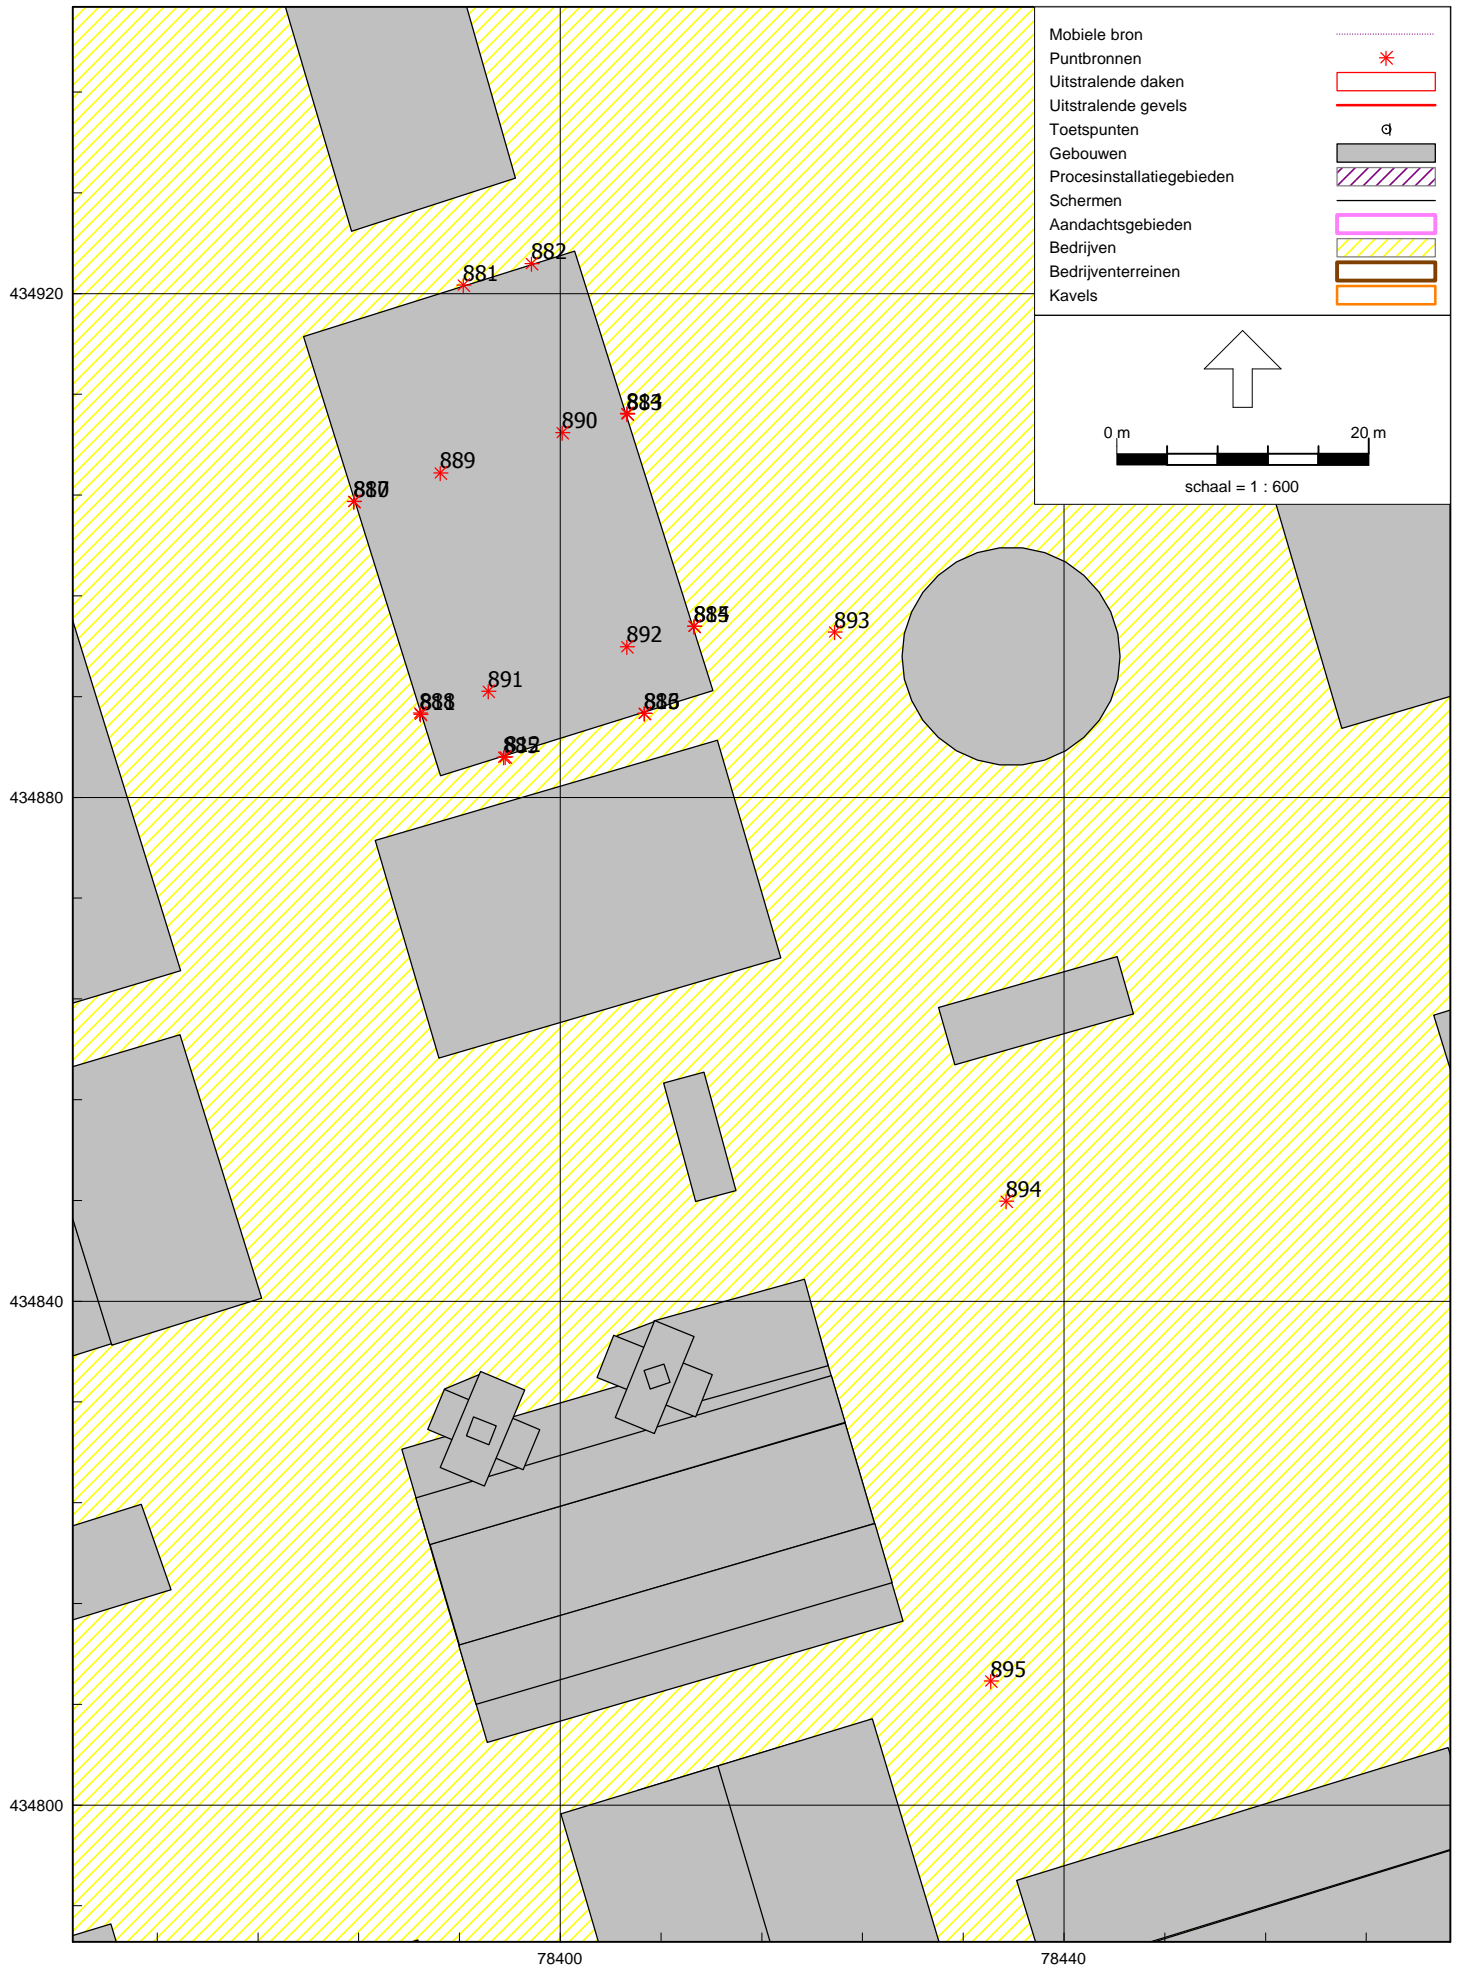 Mobiele bron
Puntbronnen
Uitstralende daken
Uitstralende gevels
Toetspunten
Gebouwen
Procesinstallatiegebieden
Schermen
Aandachtsgebieden
Bedrijven
Bedrijventerreinen
Kavels
0 m 20 m
schaal = 1 : 600
882
881
434920
890
889
893
892
891
434880
894
434840
895
434800
78400 78440